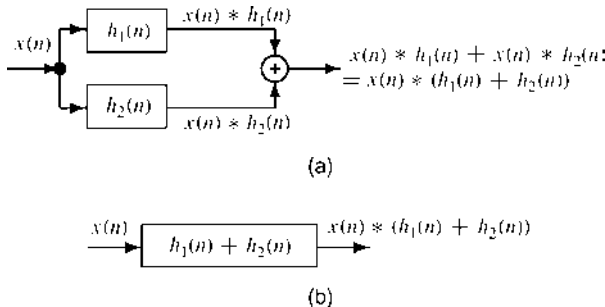 x(n) * h₁(n)
x(n)
h₁(n)
x(n) * h₁(n) + x(n) * h₂(n)
= x(n) * (h₁(n) + h₂(n))
+
h₂(n)
x(n) * h₂(n)
(a)
x(n)
h₁(n) + h₂(n)
x(n) * (h₁(n) + h₂(n))
(b)